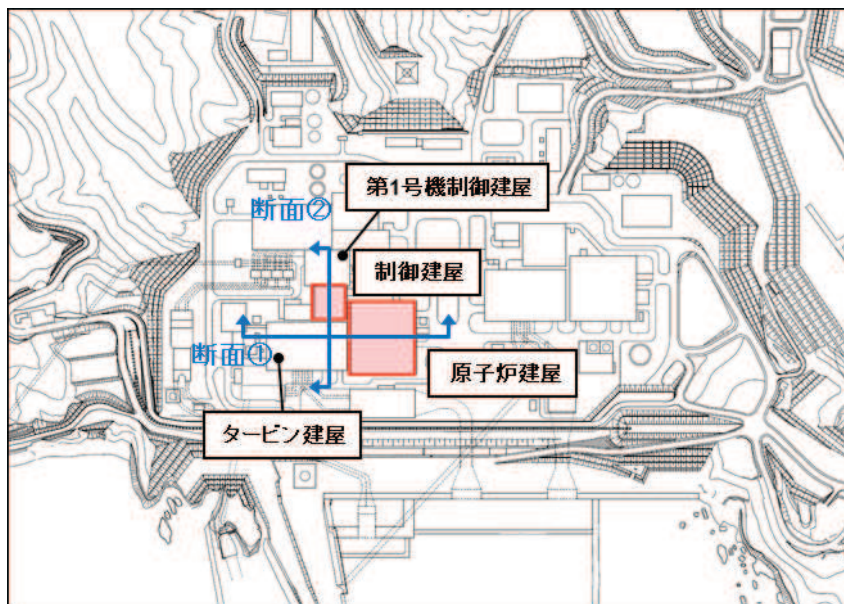 第1号機制御建屋
断面②
制御建屋
断面①
原子炉建屋
タービン建屋